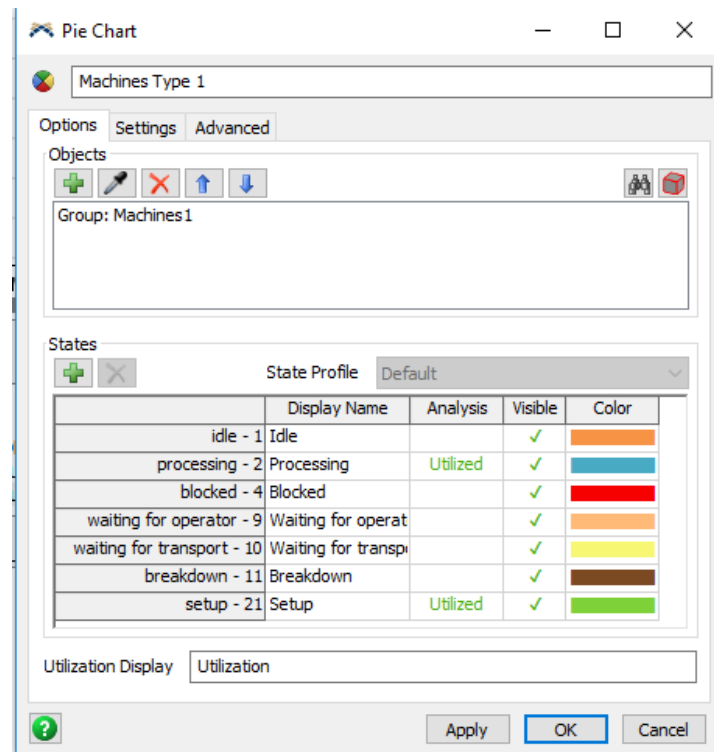 Pie Chart
Machines Type 1
Options Settings Advanced
Objects
Group: Machines1
States
State Profile Default
Display Name Analysis Visible Color
idle - 1 Idle
processing - 2 Processing Utilized
blocked - 4 Blocked
waiting for operator - 9 Waiting for operat
waiting for transport - 10 Waiting for transp
breakdown - 11 Breakdown
setup - 21 Setup Utilized
Utilization Display Utilization
? Apply OK Cancel